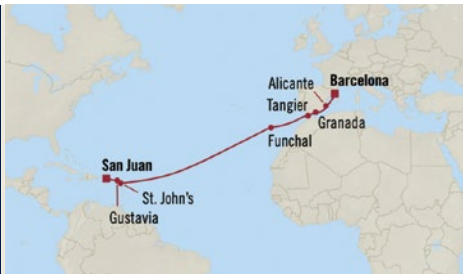 Alicante
Barcelona
Tangier
Granada
Funchal
San Juan
St. John's
Gustavia